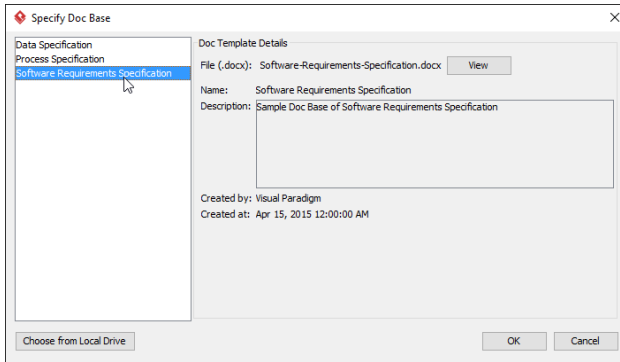 Specify Doc Base
Data Specification
Process Specification
Software Requirements Specification
Doc Template Details
File (.docx): Software-Requirements-Specification.docx View
Name: Software Requirements Specification
Description: Sample Doc Base of Software Requirements Specification
Created by: Visual Paradigm
Created at: Apr 15, 2015 12:00:00 AM
Choose from Local Drive OK Cancel